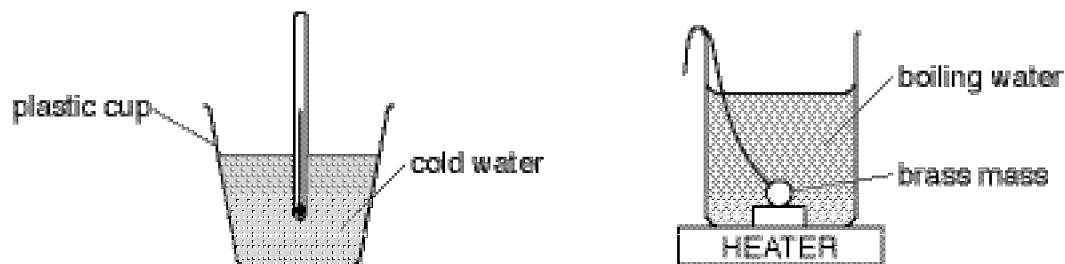 plastic cup
cold water
boiling water
brass mass
HEATER